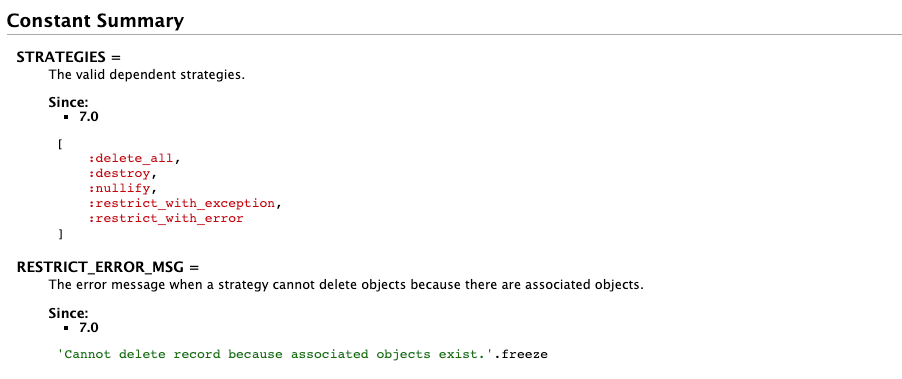 Constant Summary
STRATEGIES =
The valid dependent strategies.
Since:
▪ 7.0
[
    :delete_all,
    :destroy,
    :nullify,
    :restrict_with_exception,
    :restrict_with_error
]
RESTRICT_ERROR_MSG =
The error message when a strategy cannot delete objects because there are associated objects.
Since:
▪ 7.0
'Cannot delete record because associated objects exist.'.freeze